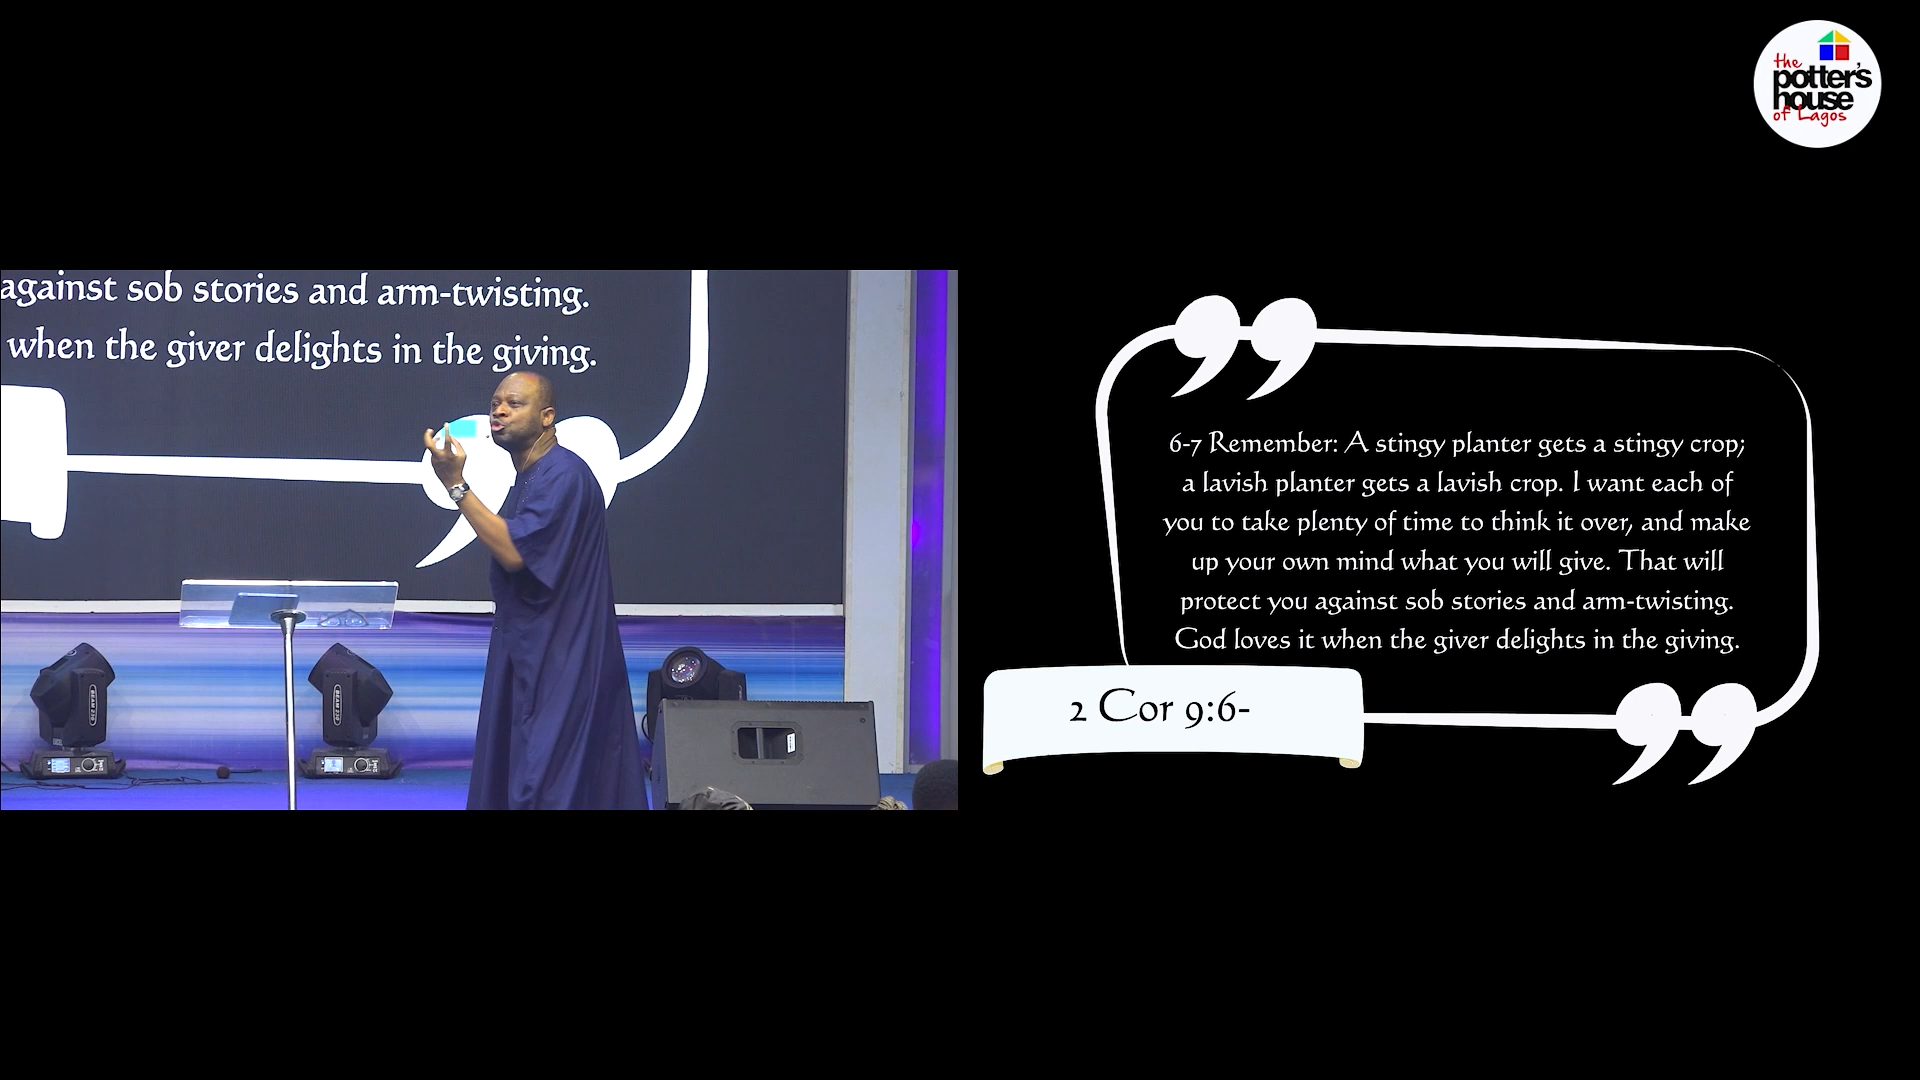 the
potter's
house
of Lagos
against sob stories and arm-twisting.
when the giver delights in the giving.
BEAM 230
BEAM 230
6-7 Remember: A stingy planter gets a stingy crop;
a lavish planter gets a lavish crop. I want each of
you to take plenty of time to think it over, and make
up your own mind what you will give. That will
protect you against sob stories and arm-twisting.
God loves it when the giver delights in the giving.
2 Cor 9:6-